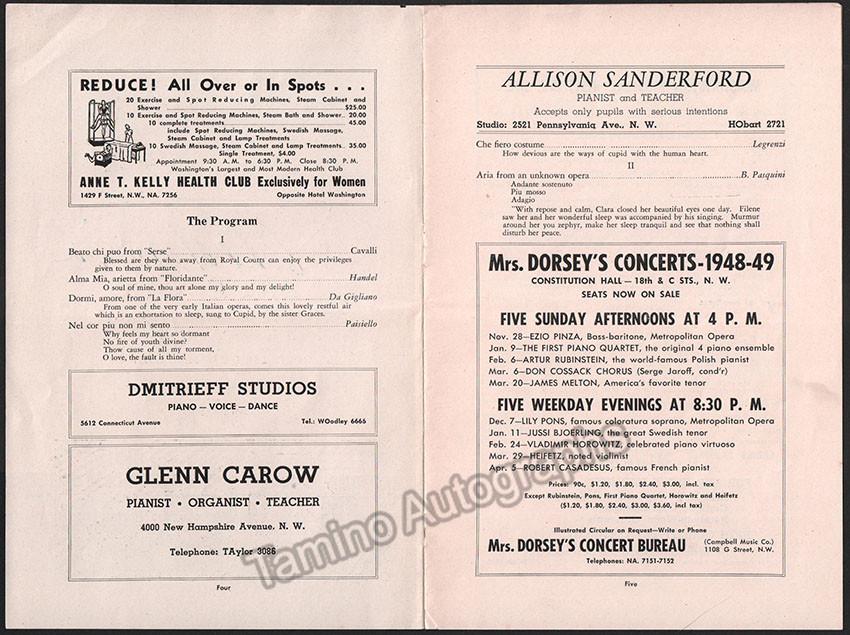 REDUCE! All Over or In Spots . . .
20 Exercise and Spot Reducing Machines, Steam Cabinet and
Shower ........ $25.00
10 Exercise and Spot Reducing Machines, Steam Bath and Shower.. 20.00
10 complete treatments ........ 45.00
include Spot Reducing Machines, Swedish Massage,
Steam Cabinet and Lamp Treatments
10 Swedish Massage, Steam Cabinet and Lamp Treatments.. 35.00
Single Treatment, $4.00
Appointment 9:30 A. M. to 6:30 P. M. Close 8:30 P. M.
Washington's Largest and Most Modern Health Club
ANNE T. KELLY HEALTH CLUB Exclusively for Women
1429 F Street, N.W., NA. 7256 Opposite Hotel Washington
The Program
I
Beato chi puo from "Serse" ........ Cavalli
Blessed are they who away from Royal Courts can enjoy the privileges
given to them by nature.
Alma Mia, arietta from "Floridante" ........ Handel
O soul of mine, thou art alone my glory and my delight!
Dormi, amore, from "La Flora" ........ Da Gigliano
From one of the very early Italian operas, comes this lovely restful air
which is an exhortation to sleep, sung to Cupid, by the sister Graces.
Nel cor piu non mi sento ........ Paisiello
Why feels my heart so dormant
No fire of youth divine?
Thow cause of all my torment,
O love, the fault is thine!
DMITRIEFF STUDIOS
PIANO — VOICE — DANCE
5612 Connecticut Avenue Tel.: WOodley 6665
GLENN CAROW
PIANIST • ORGANIST • TEACHER
4000 New Hampshire Avenue, N. W.
Telephone: TAylor 3086
Four
ALLISON SANDERFORD
PIANIST and TEACHER
Accepts only pupils with serious intentions
Studio: 2521 Pennsylvania Ave., N. W. HObart 2721
Che fiero costume ........ Legrenzi
How devious are the ways of cupid with the human heart.
II
Aria from an unknown opera ........ B. Pasquini
Andante sostenuto
Piu mosso
Adagio
"With repose and calm, Clara closed her beautiful eyes one day. Filene
saw her and her wonderful sleep was accompanied by his singing. Murmur
around her you zephyr, make her sleep tranquil and see that nothing shall
disturb her peace.
Mrs. DORSEY'S CONCERTS-1948-49
CONSTITUTION HALL — 18th & C STS., N. W.
SEATS NOW ON SALE
FIVE SUNDAY AFTERNOONS AT 4 P. M.
Nov. 28—EZIO PINZA, Bass-baritone, Metropolitan Opera
Jan. 9—THE FIRST PIANO QUARTET, the original 4 piano ensemble
Feb. 6—ARTUR RUBINSTEIN, the world-famous Polish pianist
Mar. 6—DON COSSACK CHORUS (Serge Jaroff, cond'r)
Mar. 20—JAMES MELTON, America's favorite tenor
FIVE WEEKDAY EVENINGS AT 8:30 P. M.
Dec. 7—LILY PONS, famous coloratura soprano, Metropolitan Opera
Jan. 11—JUSSI BJOERLING, the great Swedish tenor
Feb. 24—VLADIMIR HOROWITZ, celebrated piano virtuoso
Mar. 29—HEIFETZ, noted violinist
Apr. 5—ROBERT CASADESUS, famous French pianist
Prices: 90c, $1.20, $1.80, $2.40, $3.00, incl. tax
Except Rubinstein, Pons, First Piano Quartet, Horowitz and Heifetz
($1.20, $1.80, $2.40, $3.00, $3.60, incl tax)
Illustrated Circular on Request—Write or Phone
Mrs. DORSEY'S CONCERT BUREAU (Campbell Music Co.)
1108 G Street, N.W.
Telephones: NA. 7151-7152
Five
Tamino Autographs